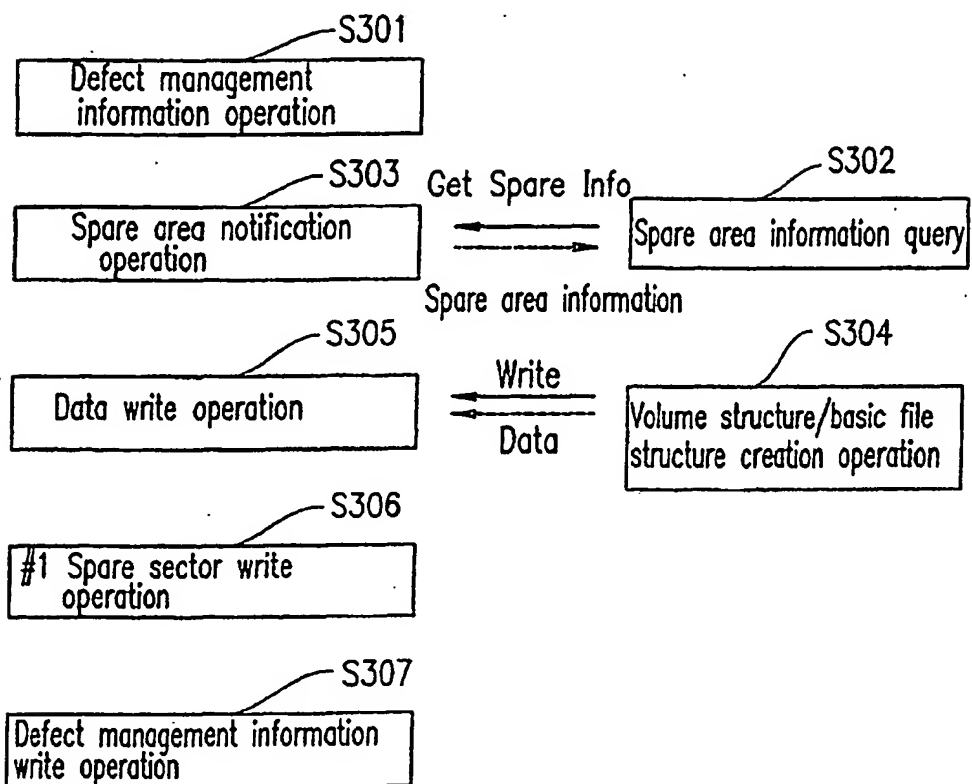 S301
Defect management
information operation
S303
Get Spare Info
S302
Spare area notification
operation
Spare area information query
Spare area information
S305
S304
Data write operation
Write
Data
Volume structure/basic file
structure creation operation
S306
#1 Spare sector write
operation
S307
Defect management information
write operation